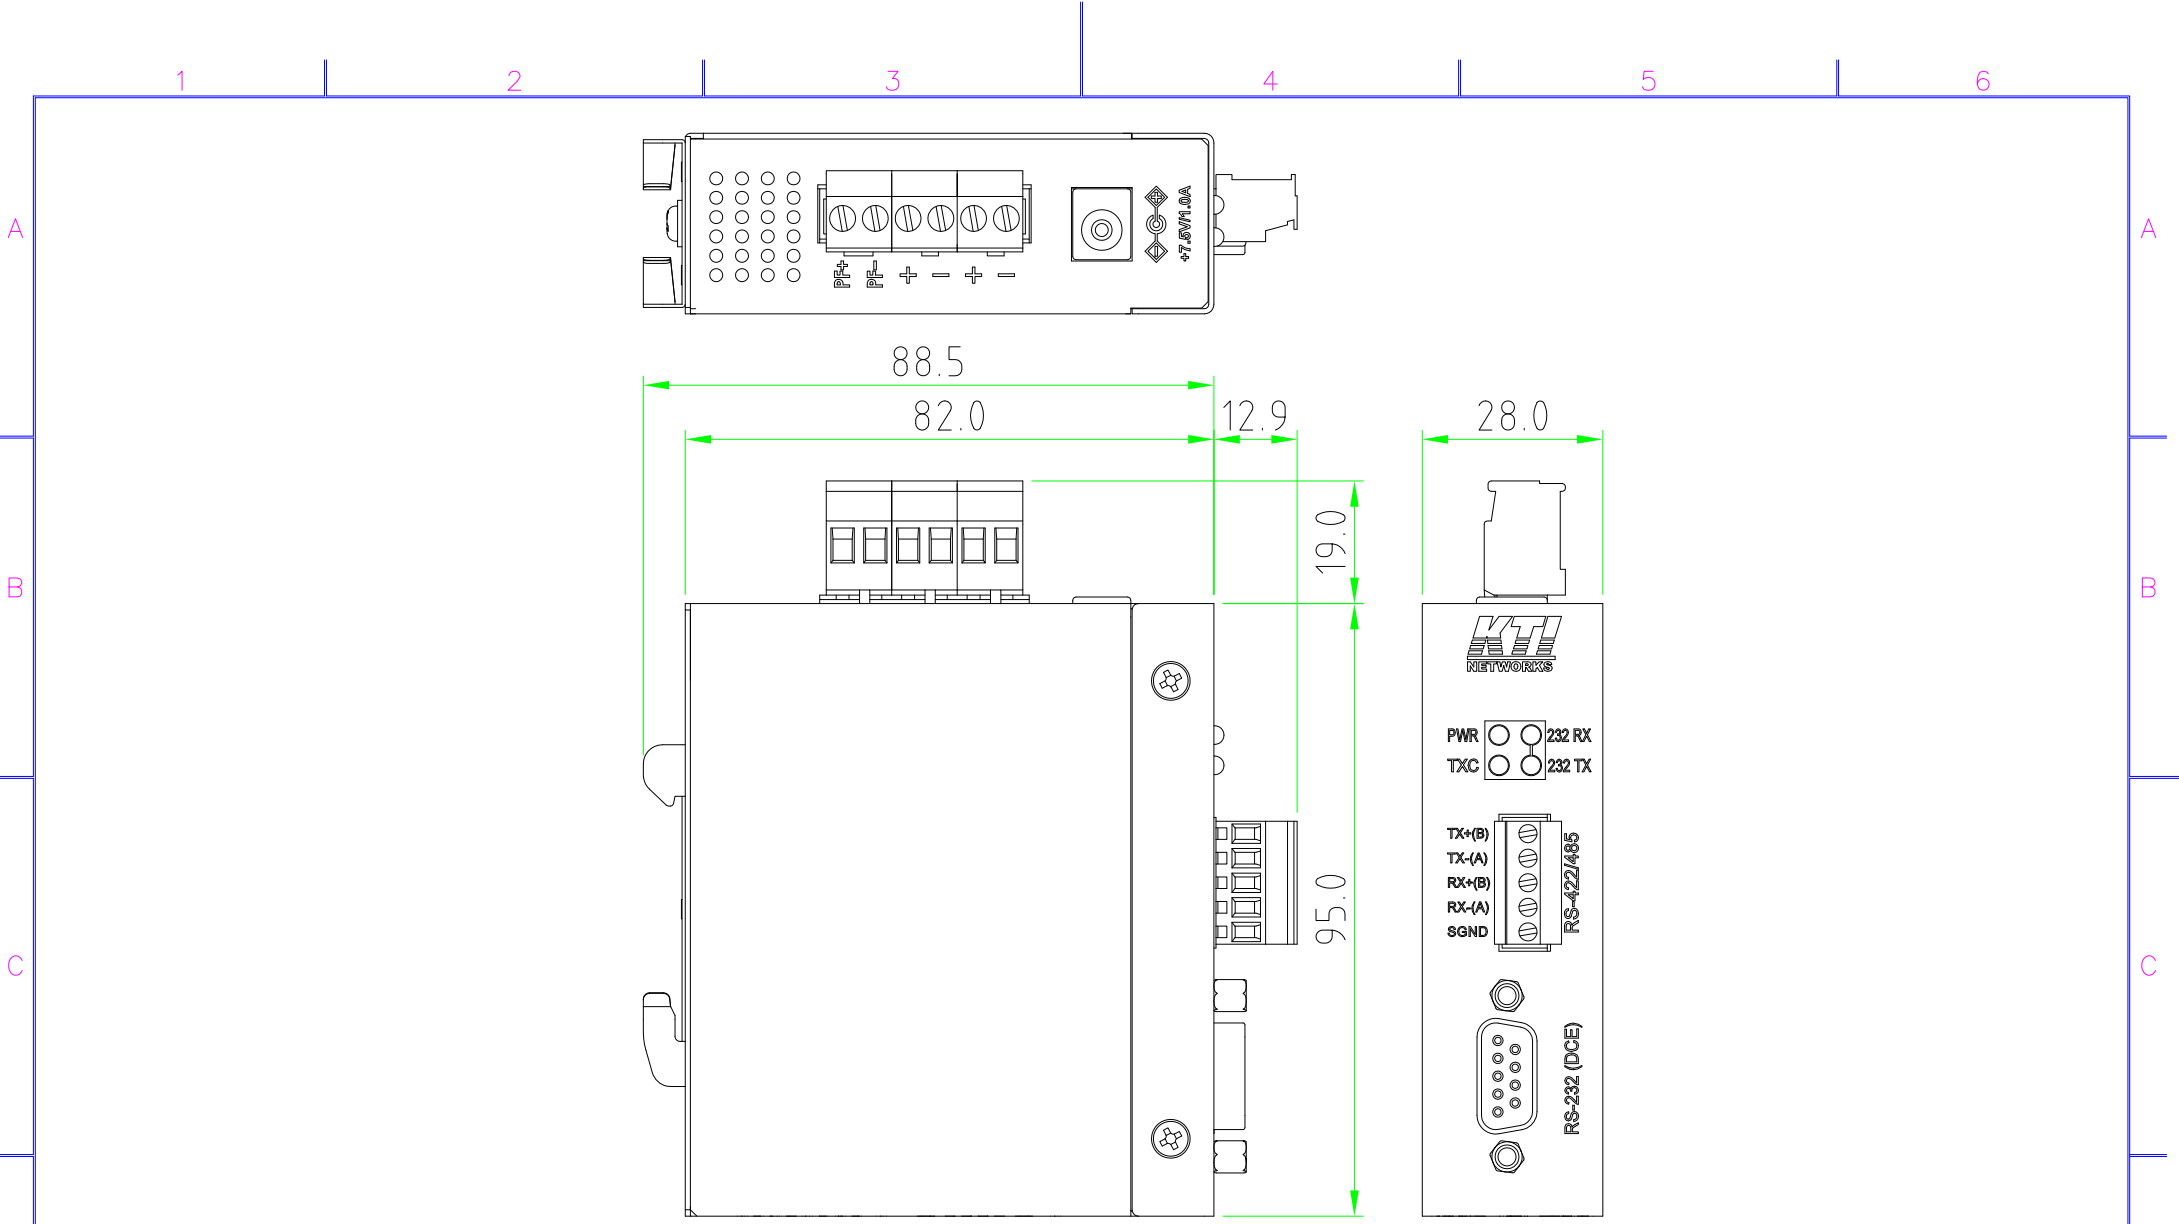 1 2 3 4 5 6
A A
+7.5V/1.0A
PF+ PF- + − + −
88.5
82.0 12.9 28.0
19.0
B B
KTI
NETWORKS
PWR 232 RX
TXC 232 TX
TX+(B)
TX-(A)
RX+(B)
RX-(A)
SGND
RS-422/485
95.0
C C
RS-232 (DCE)